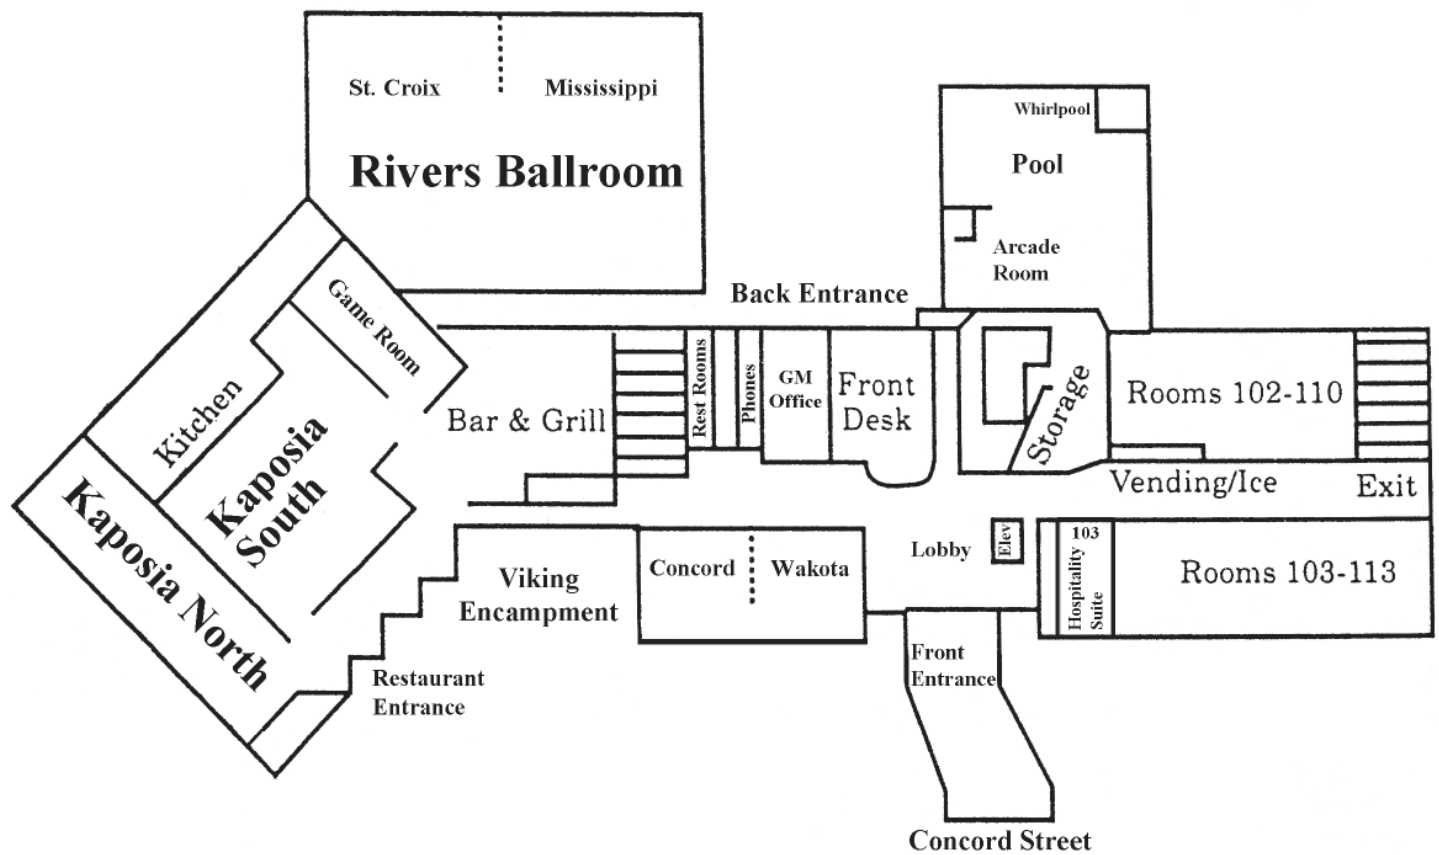 St. Croix
Mississippi
Rivers Ballroom
Whirlpool
Pool
Arcade
Room
Back Entrance
Game Room
Kitchen
Kaposia
South
Kaposia North
Bar & Grill
Rest Rooms
Phones
GM
Office
Front
Desk
Storage
Rooms 102-110
Vending/Ice
Exit
Viking
Encampment
Concord
Wakota
Lobby
Elev
103
Hospitality
Suite
Rooms 103-113
Restaurant
Entrance
Front
Entrance
Concord Street